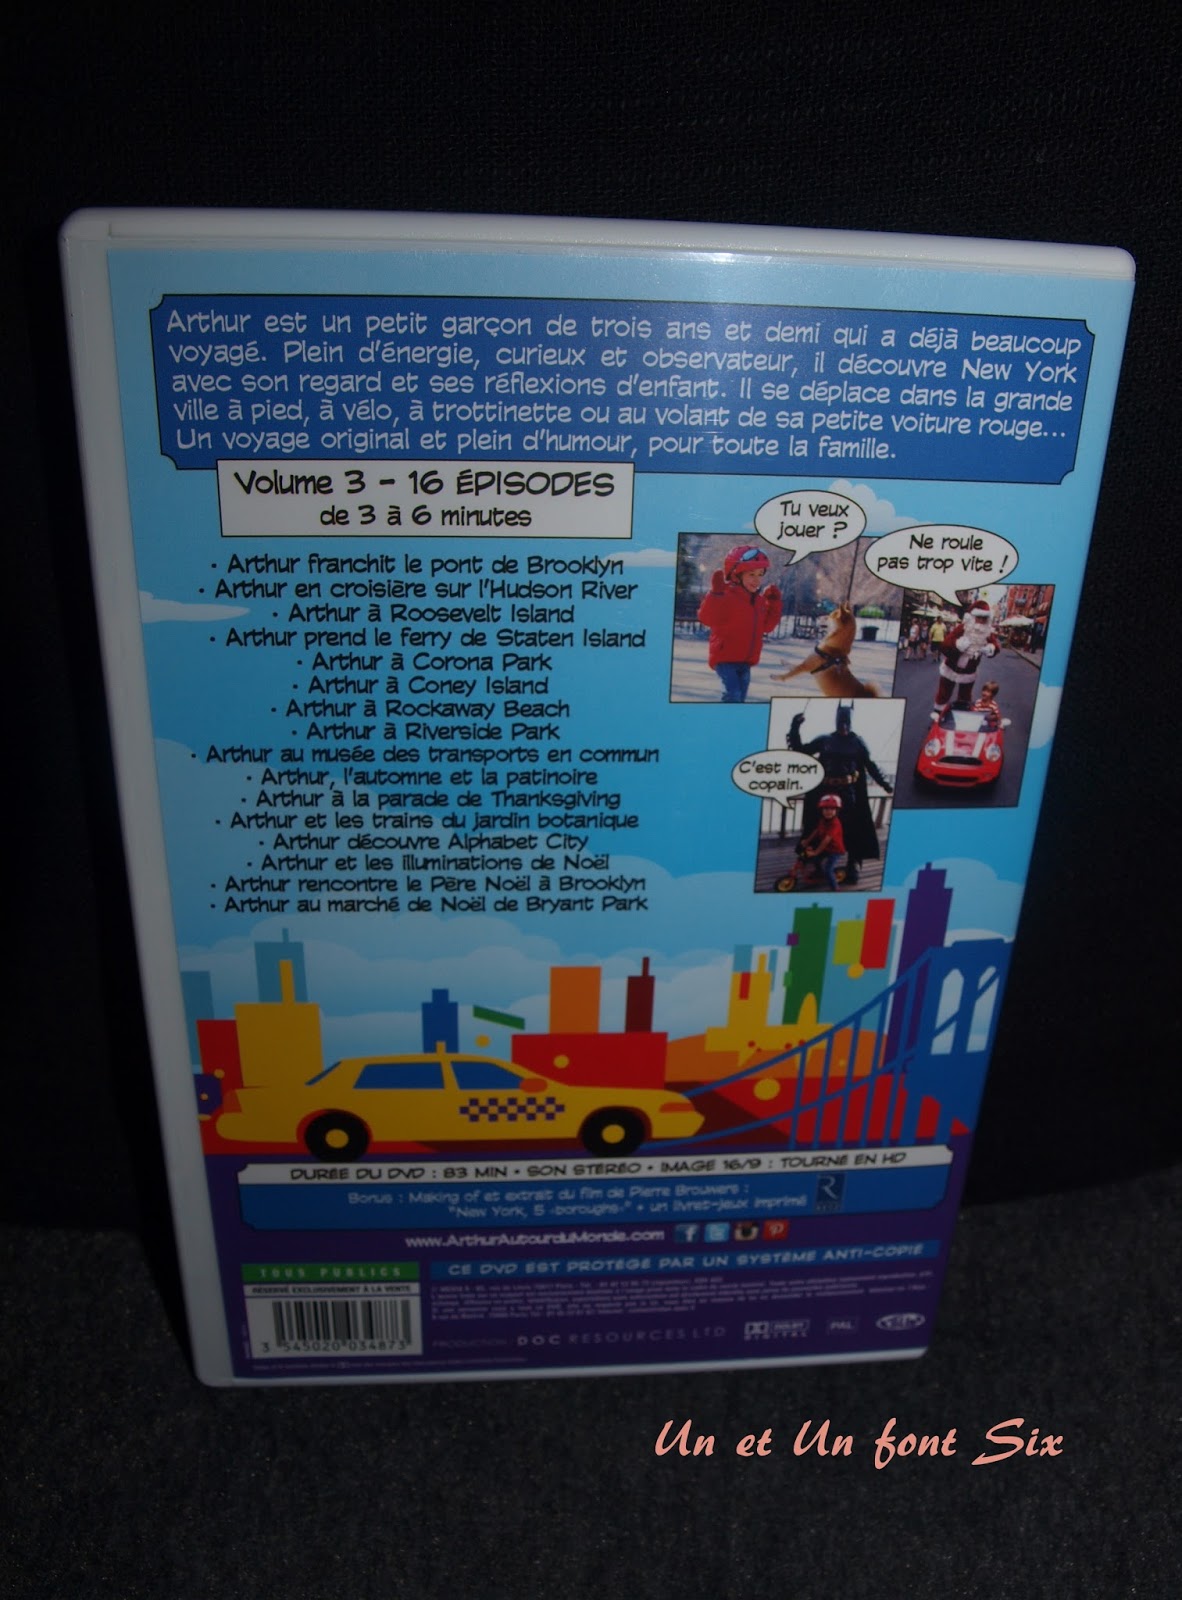 Arthur est un petit garçon de trois ans et demi qui a déjà beaucoup
voyagé. Plein d'énergie, curieux et observateur, il découvre New York
avec son regard et ses réflexions d'enfant. Il se déplace dans la grande
ville à pied, à vélo, à trottinette ou au volant de sa petite voiture rouge...
Un voyage original et plein d'humour, pour toute la famille.
Volume 3 - 16 ÉPISODES
de 3 à 6 minutes
• Arthur franchit le pont de Brooklyn
• Arthur en croisière sur l'Hudson River
• Arthur à Roosevelt Island
• Arthur prend le ferry de Staten Island
• Arthur à Corona Park
• Arthur à Coney Island
• Arthur à Rockaway Beach
• Arthur à Riverside Park
• Arthur au musée des transports en commun
• Arthur, l'automne et la patinoire
• Arthur à la parade de Thanksgiving
• Arthur et les trains du jardin botanique
• Arthur découvre Alphabet City
• Arthur et les illuminations de Noël
• Arthur rencontre le Père Noël à Brooklyn
• Arthur au marché de Noël de Bryant Park
Tu veux
jouer ?
Ne roule
pas trop vite !
C'est mon
copain.
DURÉE DU DVD : 83 MIN • SON STÉRÉO • IMAGE 16/9 : TOURNÉ EN HD
Bonus : Making of et extrait du film de Pierre Brouwers :
"New York, 5 «boroughs»" + un livret-jeux imprimé
www.ArthurAutourduMonde.com
CE DVD EST PROTÉGÉ PAR UN SYSTÈME ANTI-COPIE
TOUS PUBLICS
RÉSERVÉ EXCLUSIVEMENT À LA VENTE
3 545020 034873
PRODUCTION : DOC RESOURCES LTD
DOLBY
DIGITAL
PAL
Un et Un font Six